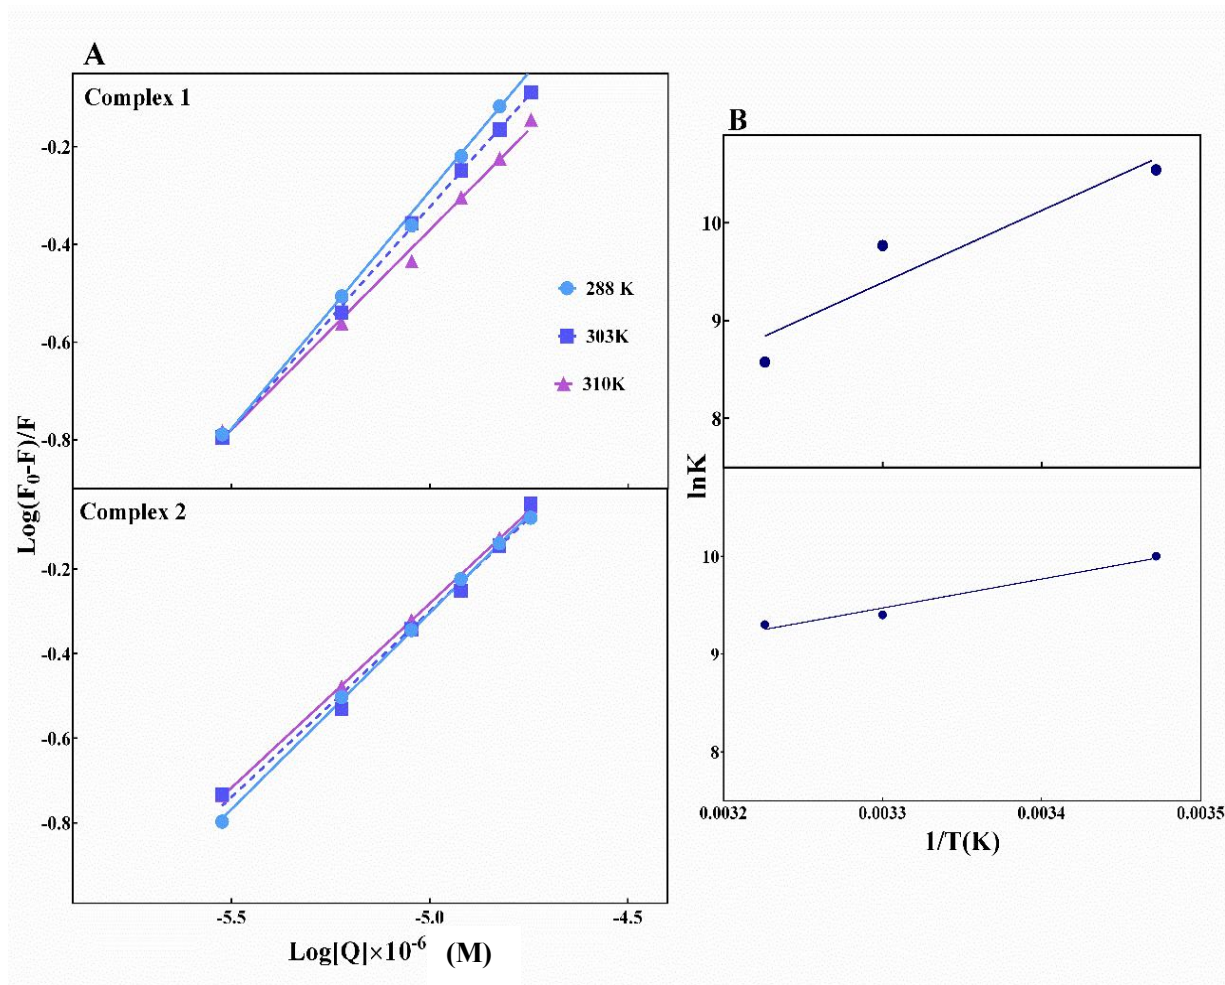 A
Complex 1
-0.2
-0.4
-0.6
-0.8
288 K
303K
310K
Log(F₀-F)/F
Complex 2
-0.2
-0.4
-0.6
-0.8
-5.5
-5.0
-4.5
Log[Q]×10⁻⁶ (M)
B
10
9
8
lnK
10
9
8
0.0032
0.0033
0.0034
0.0035
1/T(K)